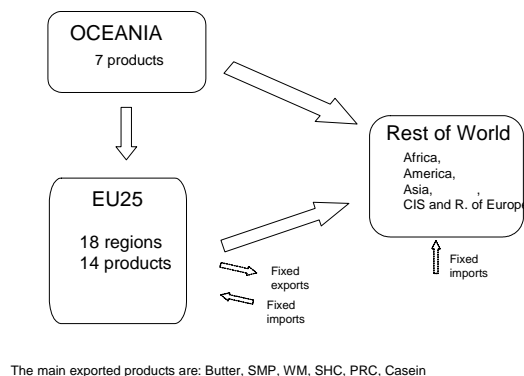 OCEANIA
7 products
Rest of World
Africa,
America,
Asia, ,
CIS and R. of Europe
EU25
18 regions
14 products
Fixed
exports
Fixed
imports
Fixed
imports
The main exported products are: Butter, SMP, WM, SHC, PRC, Casein